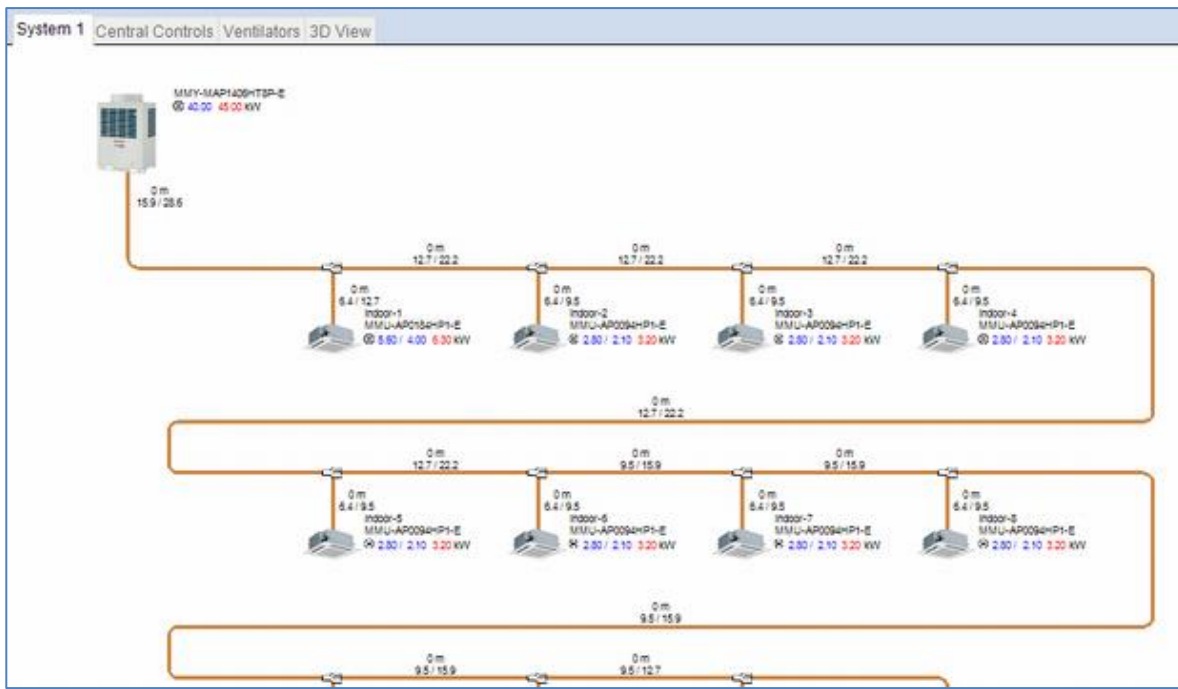 System 1 Central Controls Ventilators 3D View
MMY-MAP1406HT8P-E
40.00 45.00 kW
0 m
15.9 / 28.6
0 m 0 m 0 m
12.7 / 22.2 12.7 / 22.2 12.7 / 22.2
0 m 0 m 0 m 0 m
6.4 / 12.7 6.4 / 9.5 6.4 / 9.5 6.4 / 9.5
Indoor-1 Indoor-2 Indoor-3 Indoor-4
MMU-AP0184HP1-E MMU-AP0094HP1-E MMU-AP0094HP1-E MMU-AP0094HP1-E
5.60 / 4.00 6.30 kW 2.80 / 2.10 3.20 kW 2.80 / 2.10 3.20 kW 2.80 / 2.10 3.20 kW
0 m
12.7 / 22.2
0 m 0 m 0 m
12.7 / 22.2 9.5 / 15.9 9.5 / 15.9
0 m 0 m 0 m 0 m
6.4 / 9.5 6.4 / 9.5 6.4 / 9.5 6.4 / 9.5
Indoor-5 Indoor-6 Indoor-7 Indoor-8
MMU-AP0094HP1-E MMU-AP0094HP1-E MMU-AP0094HP1-E MMU-AP0094HP1-E
2.80 / 2.10 3.20 kW 2.80 / 2.10 3.20 kW 2.80 / 2.10 3.20 kW 2.80 / 2.10 3.20 kW
0 m
9.5 / 15.9
0 m 0 m
9.5 / 15.9 9.5 / 12.7